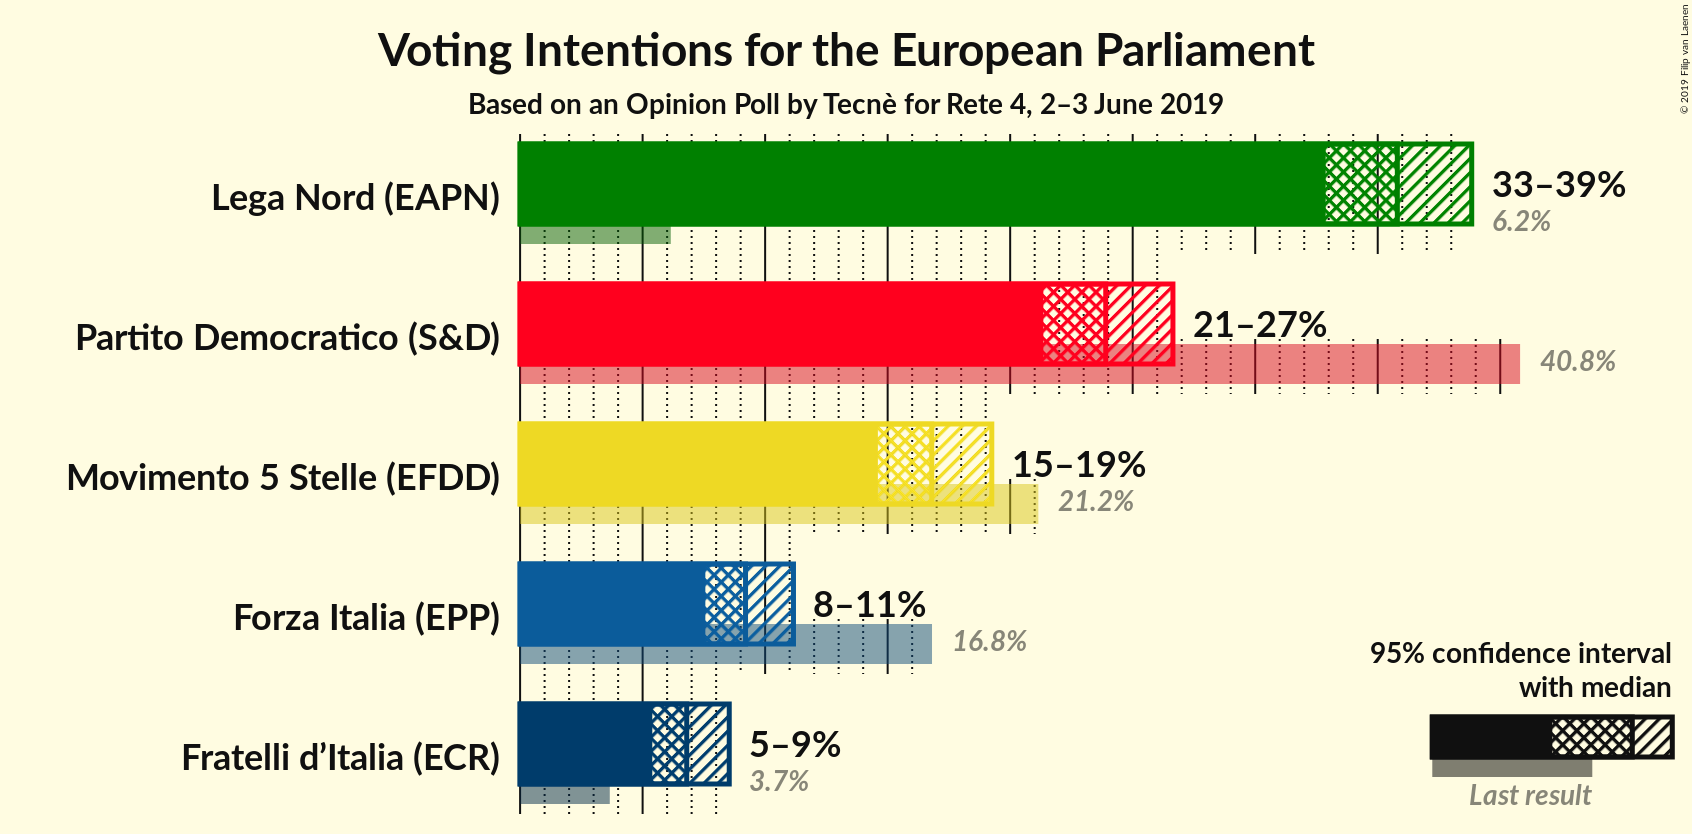 Voting Intentions for the European Parliament
Based on an Opinion Poll by Tecnè for Rete 4, 2–3 June 2019
© 2019 Filip van Laenen
Lega Nord (EAPN)
33–39%
6.2%
Partito Democratico (S&D)
21–27%
40.8%
Movimento 5 Stelle (EFDD)
15–19%
21.2%
Forza Italia (EPP)
8–11%
16.8%
Fratelli d’Italia (ECR)
5–9%
3.7%
95% confidence interval
with median
Last result